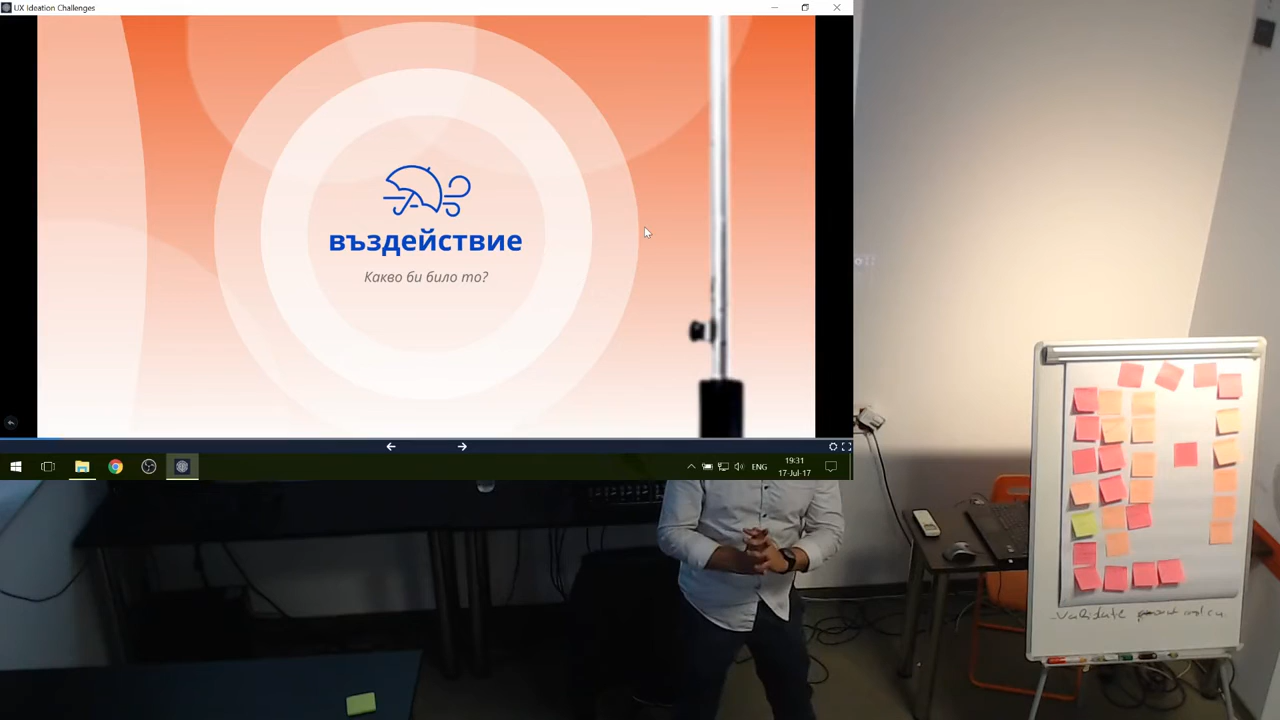 UX Ideation Challenges
въздействие
Какво би било то?
ENG
19:31
17-Jul-17
Validate